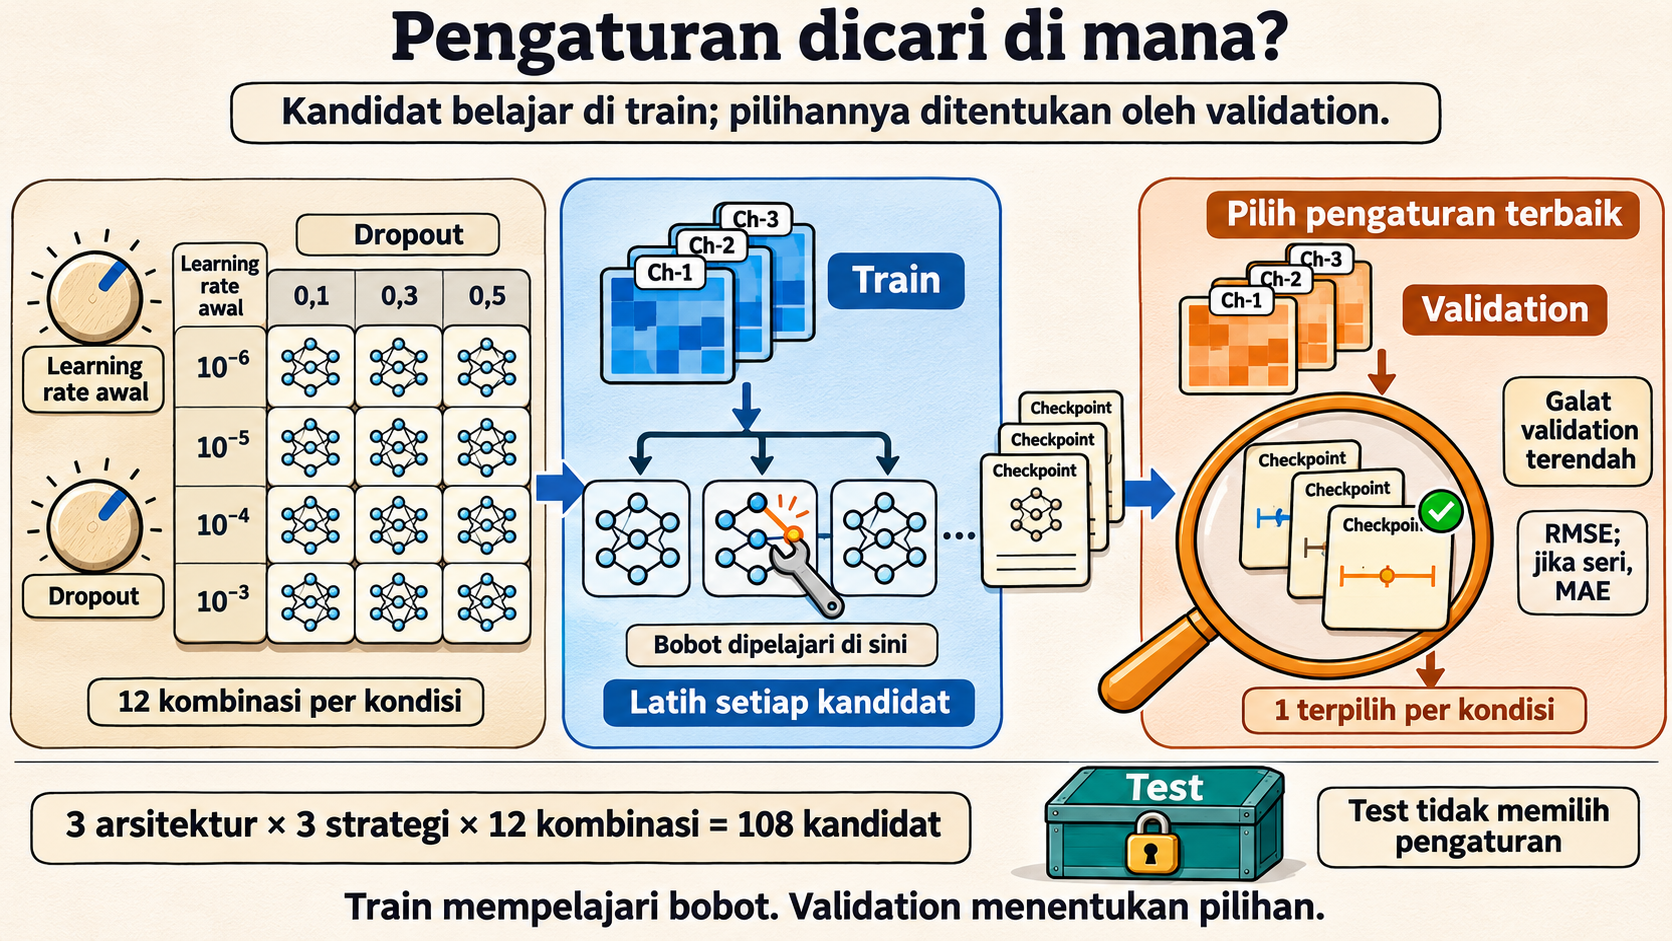 Pengaturan dicari di mana?
Kandidat belajar di train; pilihannya ditentukan oleh validation.
Learning
rate awal
Dropout
Dropout
Learning
rate
awal
0,1 0,3 0,5
10⁻⁶
10⁻⁵
10⁻⁴
10⁻³
12 kombinasi per kondisi
Ch-3
Ch-2
Ch-1
Train
Bobot dipelajari di sini
Latih setiap kandidat
Checkpoint
Checkpoint
Checkpoint
Pilih pengaturan terbaik
Ch-3
Ch-2
Ch-1
Validation
Checkpoint
Checkpoint
Checkpoin
Galat
validation
terendah
RMSE;
jika seri,
MAE
1 terpilih per kondisi
3 arsitektur × 3 strategi × 12 kombinasi = 108 kandidat
Test
Test tidak memilih
pengaturan
Train mempelajari bobot. Validation menentukan pilihan.